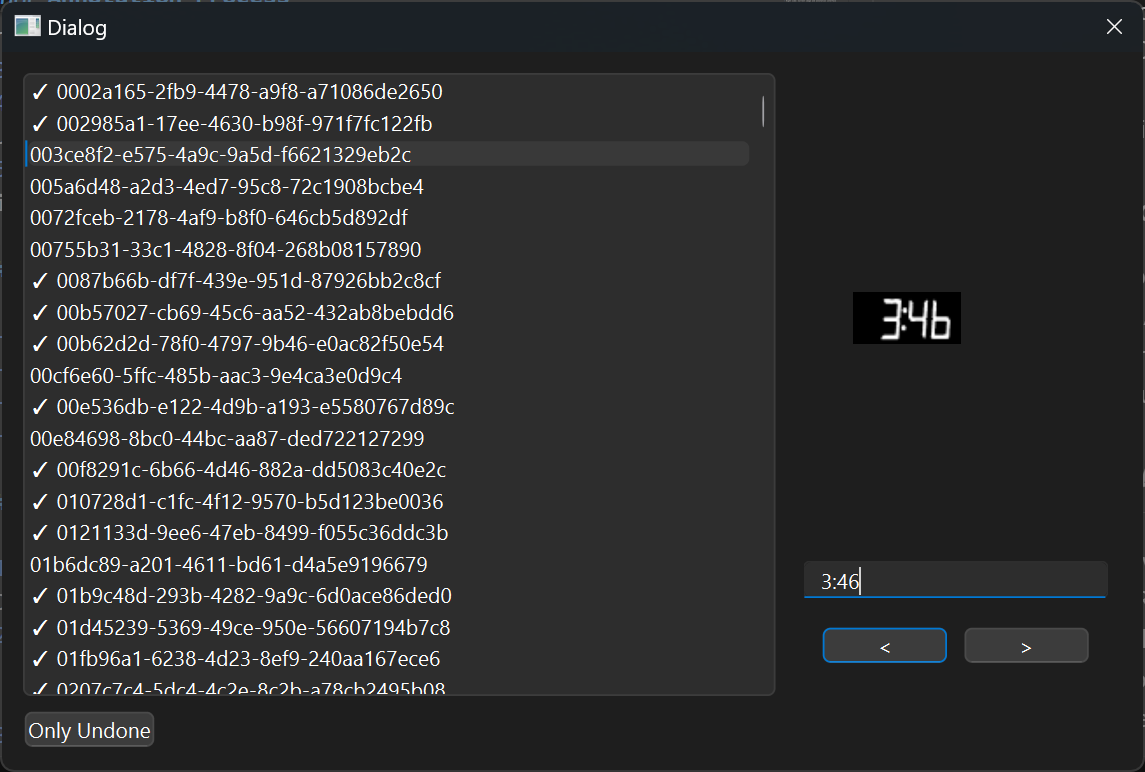 Dialog
✓ 0002a165-2fb9-4478-a9f8-a71086de2650
✓ 002985a1-17ee-4630-b98f-971f7fc122fb
003ce8f2-e575-4a9c-9a5d-f6621329eb2c
005a6d48-a2d3-4ed7-95c8-72c1908bcbe4
0072fceb-2178-4af9-b8f0-646cb5d892df
00755b31-33c1-4828-8f04-268b08157890
✓ 0087b66b-df7f-439e-951d-87926bb2c8cf
✓ 00b57027-cb69-45c6-aa52-432ab8bebdd6
✓ 00b62d2d-78f0-4797-9b46-e0ac82f50e54
00cf6e60-5ffc-485b-aac3-9e4ca3e0d9c4
✓ 00e536db-e122-4d9b-a193-e5580767d89c
00e84698-8bc0-44bc-aa87-ded722127299
✓ 00f8291c-6b66-4d46-882a-dd5083c40e2c
✓ 010728d1-c1fc-4f12-9570-b5d123be0036
✓ 0121133d-9ee6-47eb-8499-f055c36ddc3b
01b6dc89-a201-4611-bd61-d4a5e9196679
✓ 01b9c48d-293b-4282-9a9c-6d0ace86ded0
✓ 01d45239-5369-49ce-950e-56607194b7c8
✓ 01fb96a1-6238-4d23-8ef9-240aa167ece6
✓ 0207c7c4-5dc4-4c2e-8c2b-a78cb2495b08
Only Undone
3:46
3:46
<
>